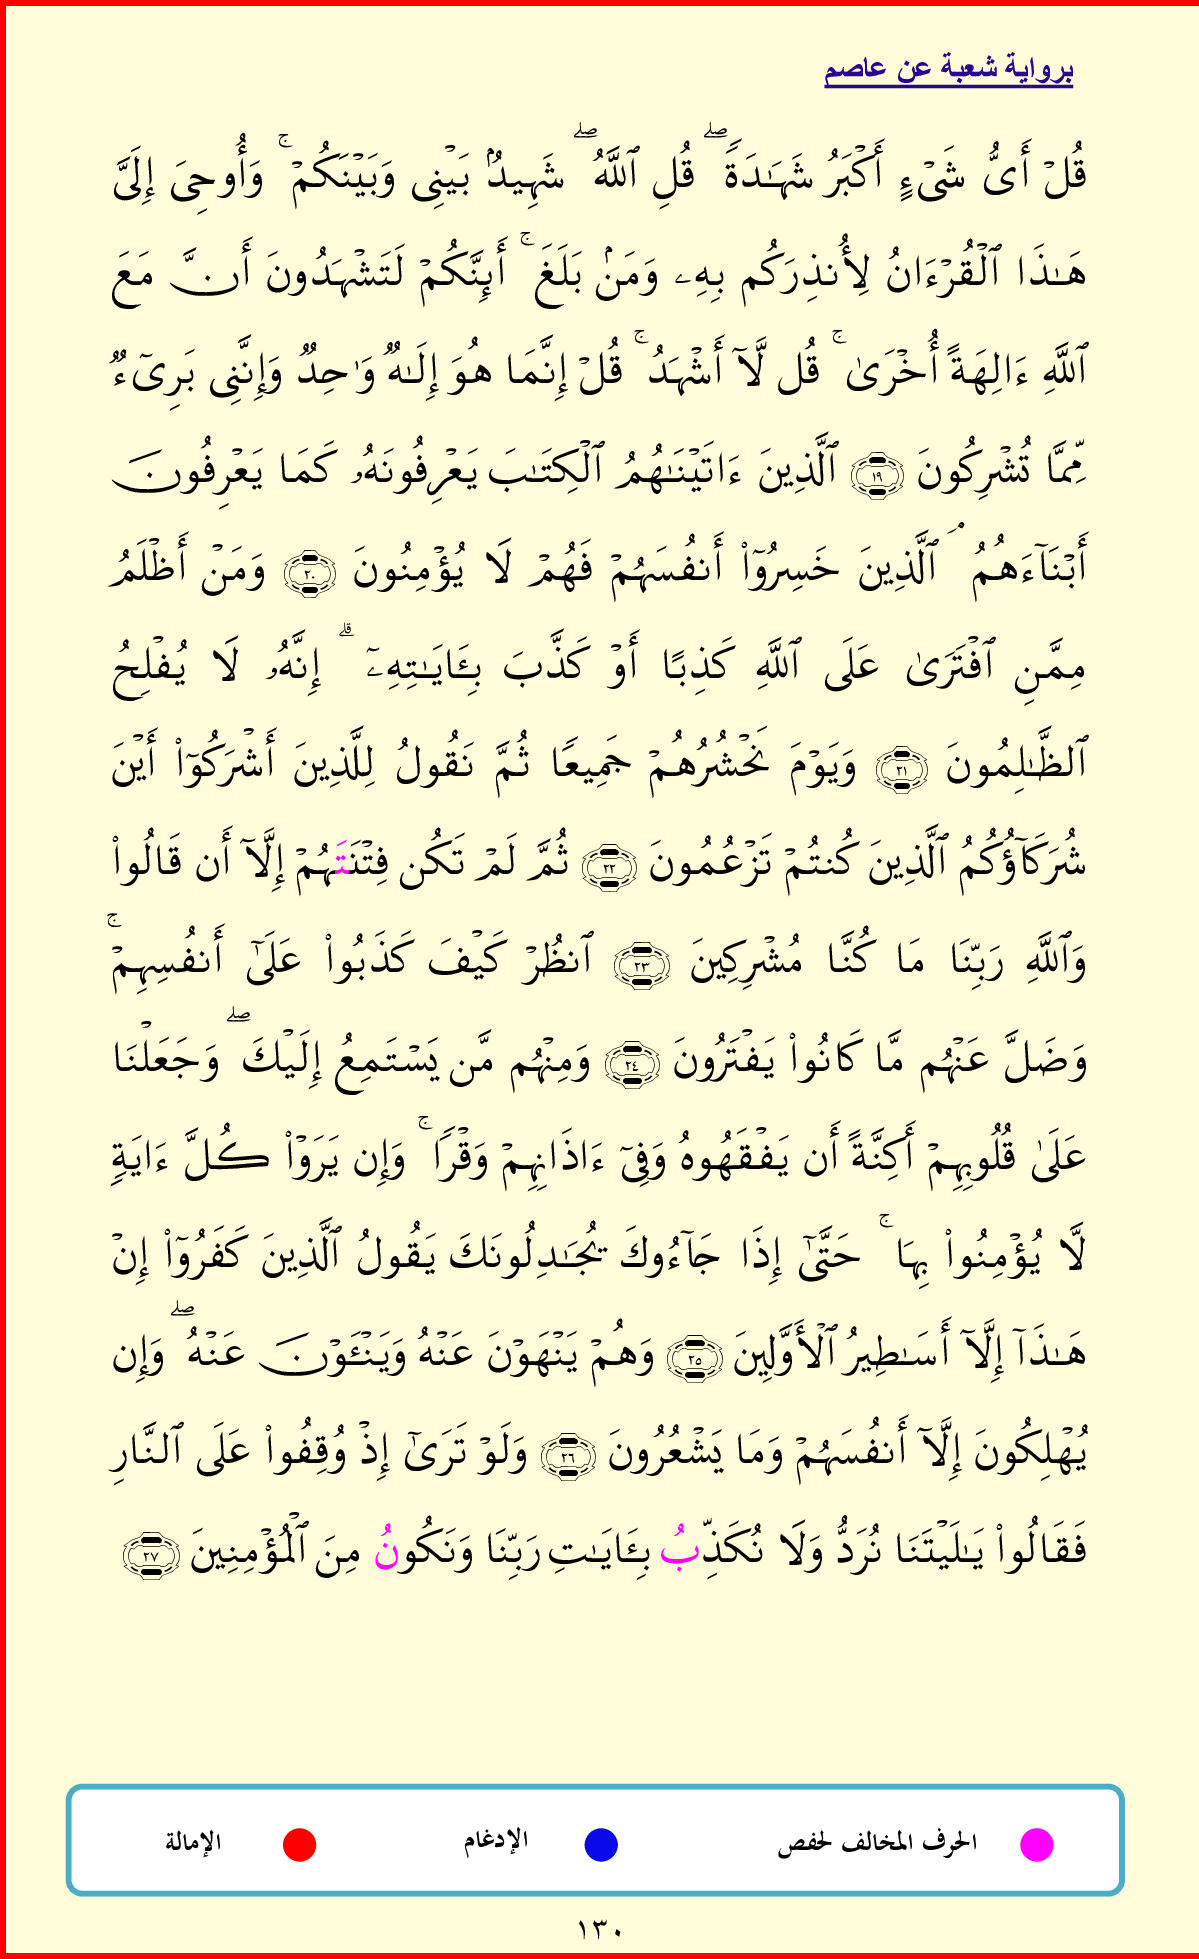 برواية شعبة عن عاصم
قُلۡ أَىُّ شَىۡءٍ أَكۡبَرُ شَهَـٰدَةًۖ قُلِ ٱللَّهُۖ شَهِيدُۢ بَيۡنِى وَبَيۡنَكُمۡۚ وَأُوحِىَ إِلَىَّ
هَـٰذَا ٱلۡقُرۡءَانُ لِأُنذِرَكُم بِهِۦ وَمَنۢ بَلَغَۚ أَئِنَّكُمۡ لَتَشۡهَدُونَ أَنَّ مَعَ
ٱللَّهِ ءَالِهَةً أُخۡرَىٰۚ قُل لَّآ أَشۡهَدُۚ قُلۡ إِنَّمَا هُوَ إِلَـٰهٌ وَٰحِدٌ وَإِنَّنِى بَرِىٓءٌ
مِّمَّا تُشۡرِكُونَ ١٩ ٱلَّذِينَ ءَاتَيۡنَـٰهُمُ ٱلۡكِتَـٰبَ يَعۡرِفُونَهُۥ كَمَا يَعۡرِفُونَ
أَبۡنَآءَهُمُۘ ٱلَّذِينَ خَسِرُوٓاْ أَنفُسَهُمۡ فَهُمۡ لَا يُؤۡمِنُونَ ٢٠ وَمَنۡ أَظۡلَمُ
مِمَّنِ ٱفۡتَرَىٰ عَلَى ٱللَّهِ كَذِبًا أَوۡ كَذَّبَ بِـَٔايَـٰتِهِۦٓۗ إِنَّهُۥ لَا يُفۡلِحُ
ٱلظَّـٰلِمُونَ ٢١ وَيَوۡمَ نَحۡشُرُهُمۡ جَمِيعًا ثُمَّ نَقُولُ لِلَّذِينَ أَشۡرَكُوٓاْ أَيۡنَ
شُرَكَآؤُكُمُ ٱلَّذِينَ كُنتُمۡ تَزۡعُمُونَ ٢٢ ثُمَّ لَمۡ تَكُن فِتۡنَتَهُمۡ إِلَّآ أَن قَالُواْ
وَٱللَّهِ رَبِّنَا مَا كُنَّا مُشۡرِكِينَ ٢٣ ٱنظُرۡ كَيۡفَ كَذَبُواْ عَلَىٰٓ أَنفُسِهِمۡۚ
وَضَلَّ عَنۡهُم مَّا كَانُواْ يَفۡتَرُونَ ٢٤ وَمِنۡهُم مَّن يَسۡتَمِعُ إِلَيۡكَۖ وَجَعَلۡنَا
عَلَىٰ قُلُوبِهِمۡ أَكِنَّةً أَن يَفۡقَهُوهُ وَفِىٓ ءَاذَانِهِمۡ وَقۡرًاۚ وَإِن يَرَوۡاْ كُلَّ ءَايَةٍ
لَّا يُؤۡمِنُواْ بِهَاۚ حَتَّىٰٓ إِذَا جَآءُوكَ يُجَـٰدِلُونَكَ يَقُولُ ٱلَّذِينَ كَفَرُوٓاْ إِنۡ
هَـٰذَآ إِلَّآ أَسَـٰطِيرُ ٱلۡأَوَّلِينَ ٢٥ وَهُمۡ يَنۡهَوۡنَ عَنۡهُ وَيَنۡـَٔوۡنَ عَنۡهُۖ وَإِن
يُهۡلِكُونَ إِلَّآ أَنفُسَهُمۡ وَمَا يَشۡعُرُونَ ٢٦ وَلَوۡ تَرَىٰٓ إِذۡ وُقِفُواْ عَلَى ٱلنَّارِ
فَقَالُواْ يَـٰلَيۡتَنَا نُرَدُّ وَلَا نُكَذِّبُ بِـَٔايَـٰتِ رَبِّنَا وَنَكُونُ مِنَ ٱلۡمُؤۡمِنِينَ ٢٧
الحرف المخالف لحفص الإدغام الإمالة
١٣٠